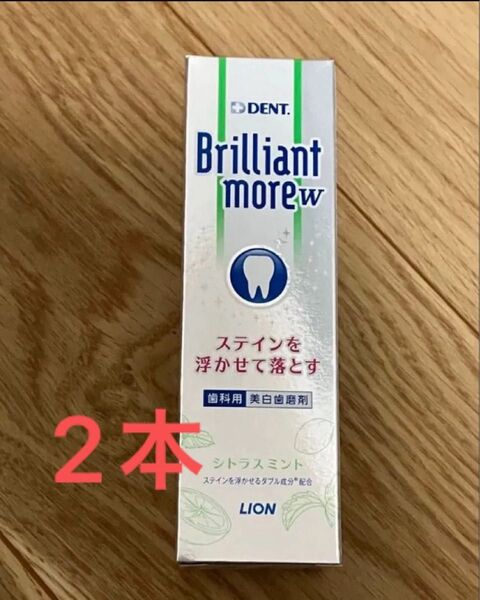 DENT.
Brilliant
more W
ステインを
浮かせて落とす
歯科用 美白歯磨剤
2本
シトラスミント
ステインを浮かせるダブル成分*配合
LION